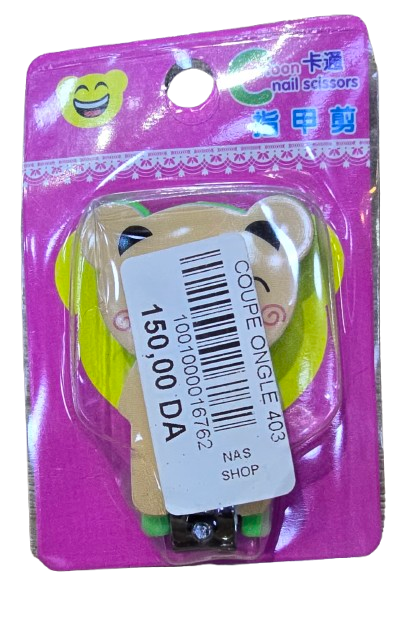 卡通
nail scissors
指甲剪
COUPE ONGLE 403
1001000016762
150,00 DA
NAS
SHOP